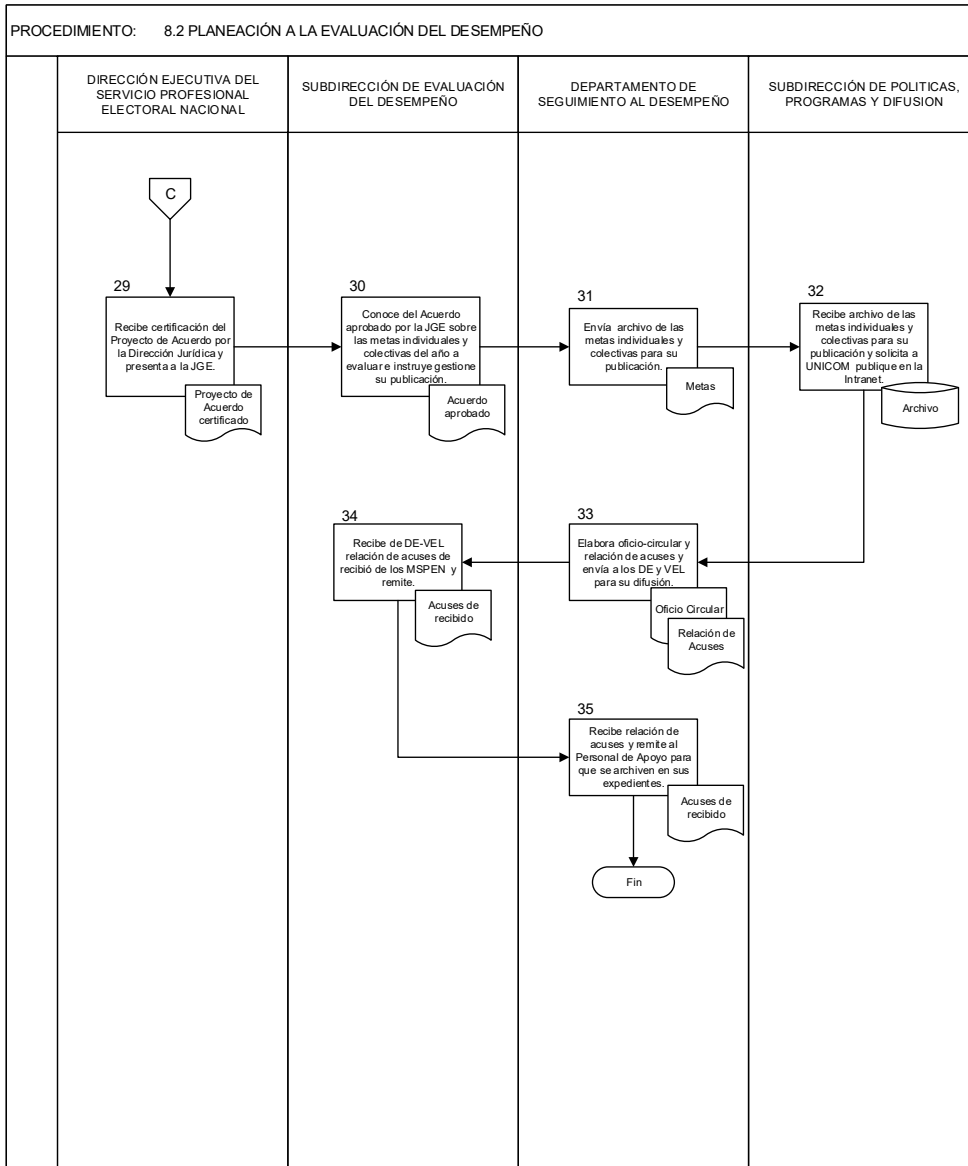 PROCEDIMIENTO: 8.2 PLANEACIÓN A LA EVALUACIÓN DEL DESEMPEÑO
DIRECCIÓN EJECUTIVA DEL
SERVICIO PROFESIONAL
ELECTORAL NACIONAL
SUBDIRECCIÓN DE EVALUACIÓN
DEL DESEMPEÑO
DEPARTAMENTO DE
SEGUIMIENTO AL DESEMPEÑO
SUBDIRECCIÓN DE POLITICAS,
PROGRAMAS Y DIFUSION
C
29
Recibe certificación del
Proyecto de Acuerdo por
la Dirección Jurídica y
presenta a la JGE.
Proyecto de
Acuerdo
certificado
30
Conoce del Acuerdo
aprobado por la JGE sobre
las metas individuales y
colectivas del año a
evaluar e instruye gestione
su publicación.
Acuerdo
aprobado
31
Envía archivo de las
metas individuales y
colectivas para su
publicación.
Metas
32
Recibe archivo de las
metas individuales y
colectivas para su
publicación y solicita a
UNICOM publique en la
Intranet.
Archivo
33
Elabora oficio-circular y
relación de acuses y
envía a los DE y VEL
para su difusión.
Oficio Circular
Relación de
Acuses
34
Recibe de DE-VEL
relación de acuses de
recibió de los MSPEN y
remite.
Acuses de
recibido
35
Recibe relación de
acuses y remite al
Personal de Apoyo para
que se archiven en sus
expedientes.
Acuses de
recibido
Fin